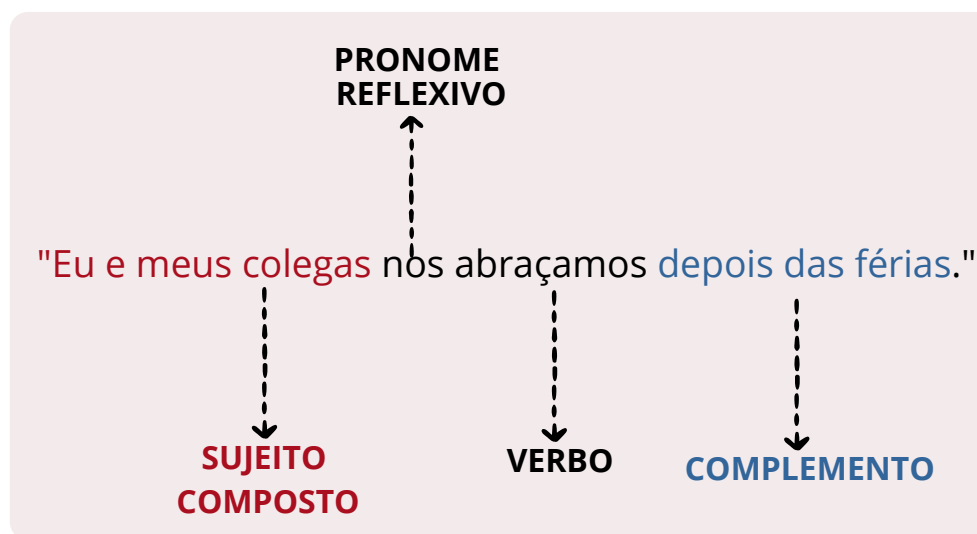 PRONOME
REFLEXIVO
"Eu e meus colegas nos abraçamos depois das férias."
SUJEITO
COMPOSTO
VERBO
COMPLEMENTO